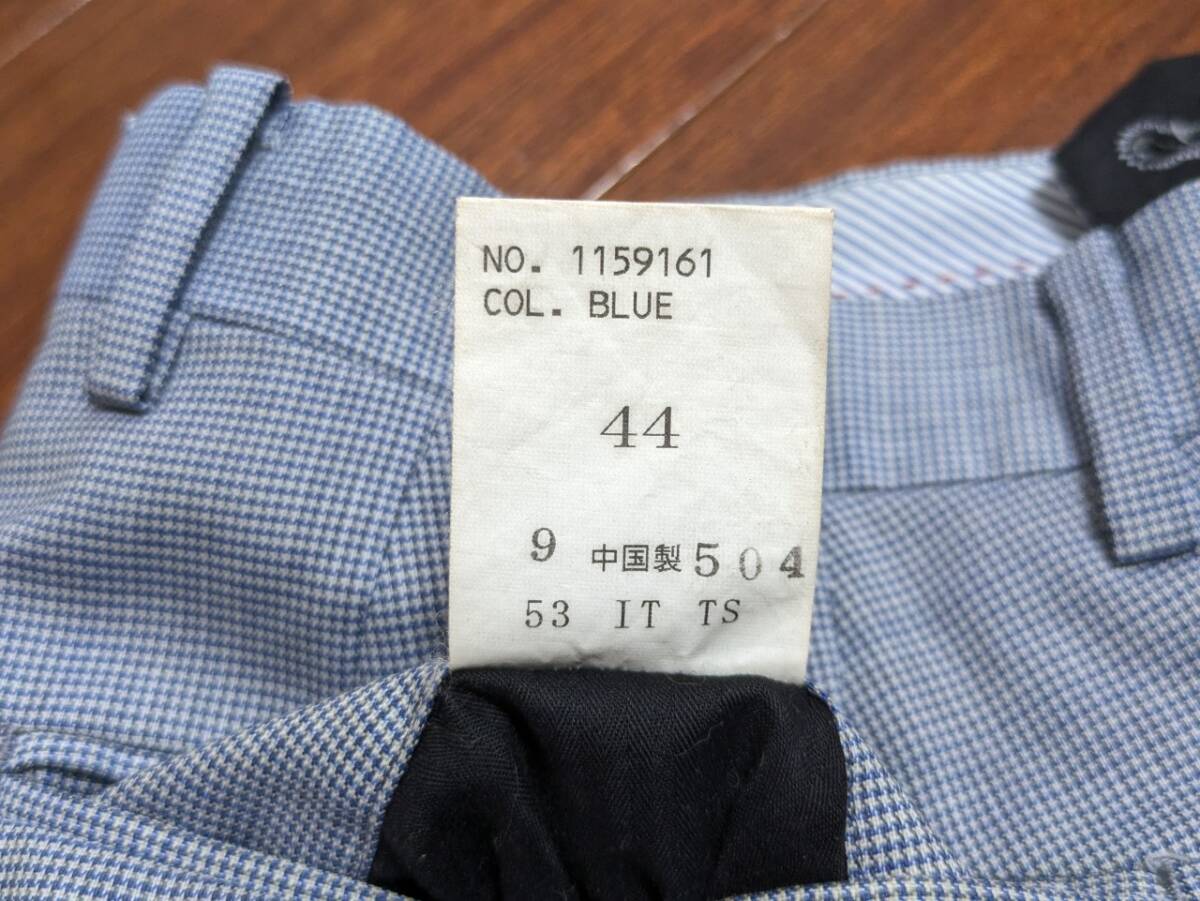 NO. 1159161
COL. BLUE
44
9 中国製 504
53 IT TS